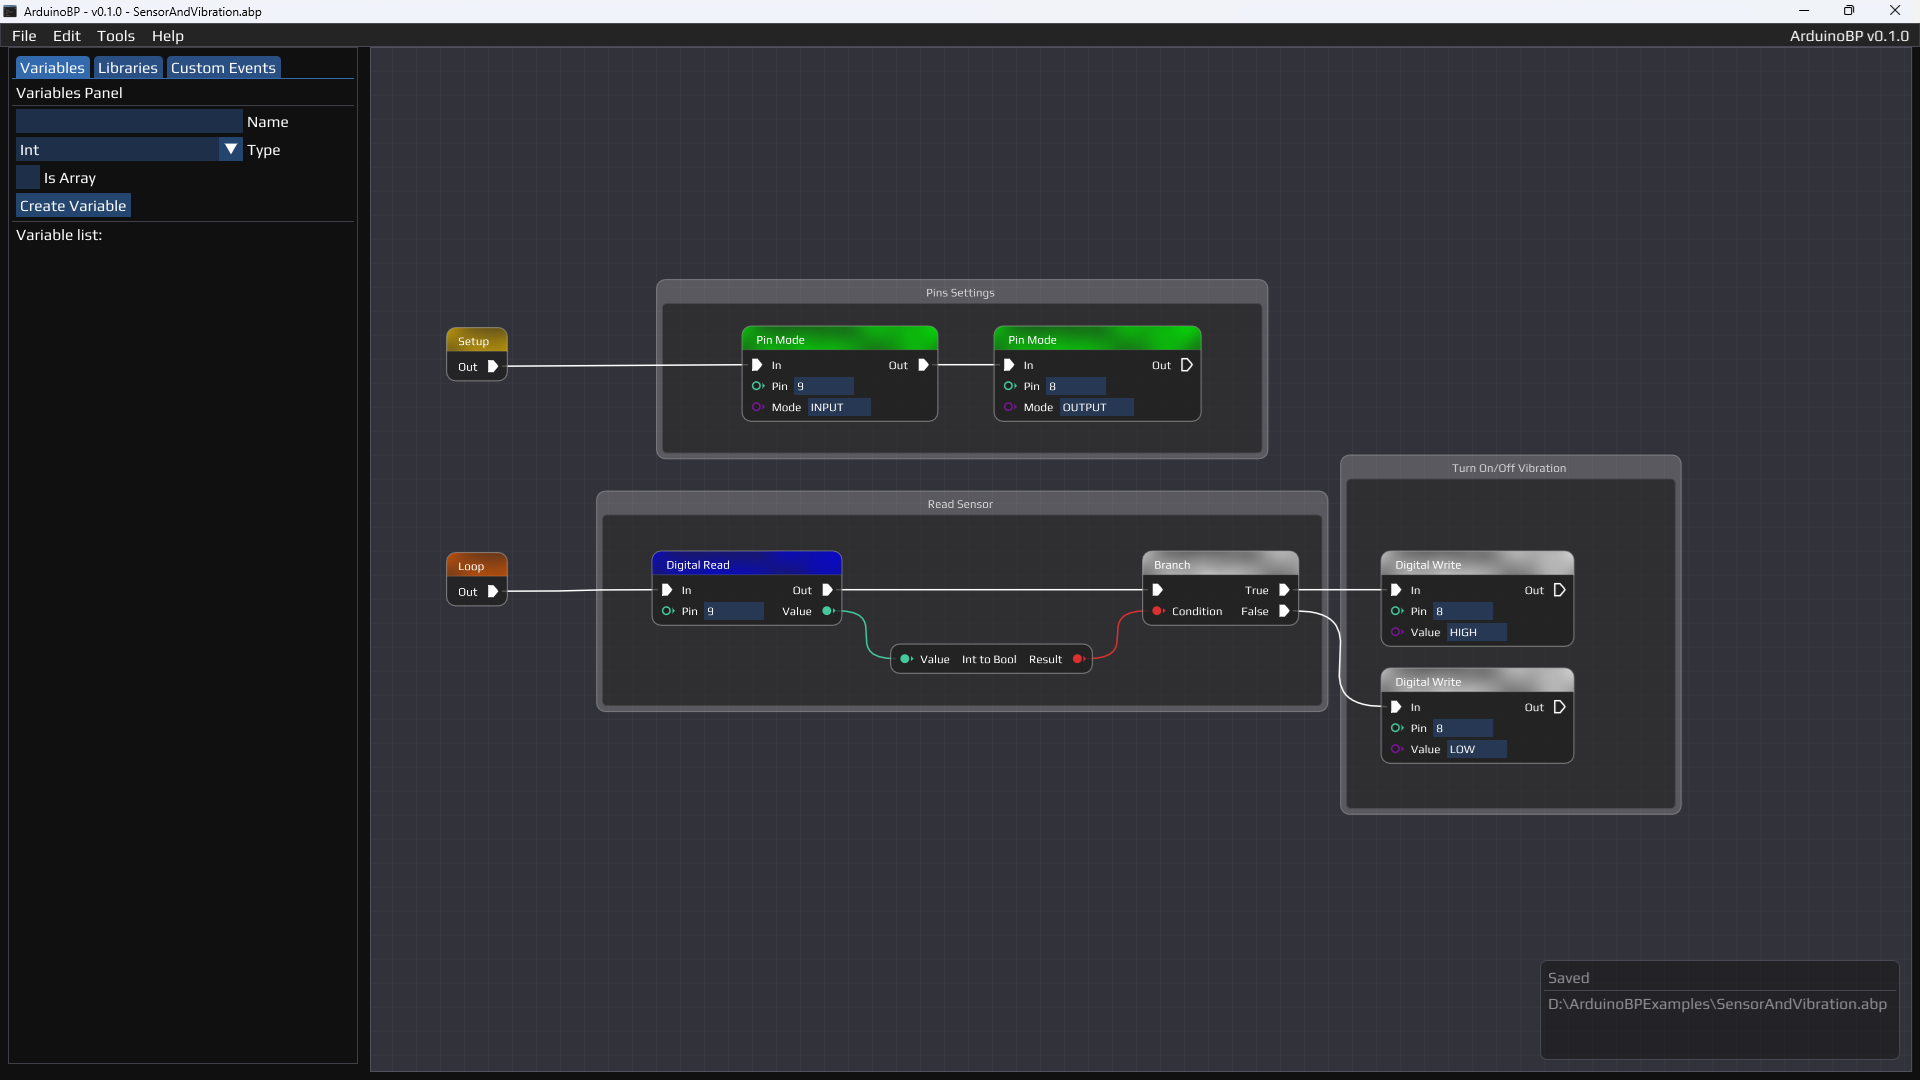 ArduinoBP - v0.1.0 - SensorAndVibration.abp
File Edit Tools Help ArduinoBP v0.1.0
Variables Libraries Custom Events
Variables Panel
Name
Int Type
Is Array
Create Variable
Variable list:
Pins Settings
Setup
Out
Pin Mode
In Out
Pin 9
Mode INPUT
Pin Mode
In Out
Pin 8
Mode OUTPUT
Read Sensor
Loop
Out
Digital Read
In Out
Pin 9 Value
Value Int to Bool Result
Branch
True
Condition False
Turn On/Off Vibration
Digital Write
In Out
Pin 8
Value HIGH
Digital Write
In Out
Pin 8
Value LOW
Saved
D:\ArduinoBPExamples\SensorAndVibration.abp